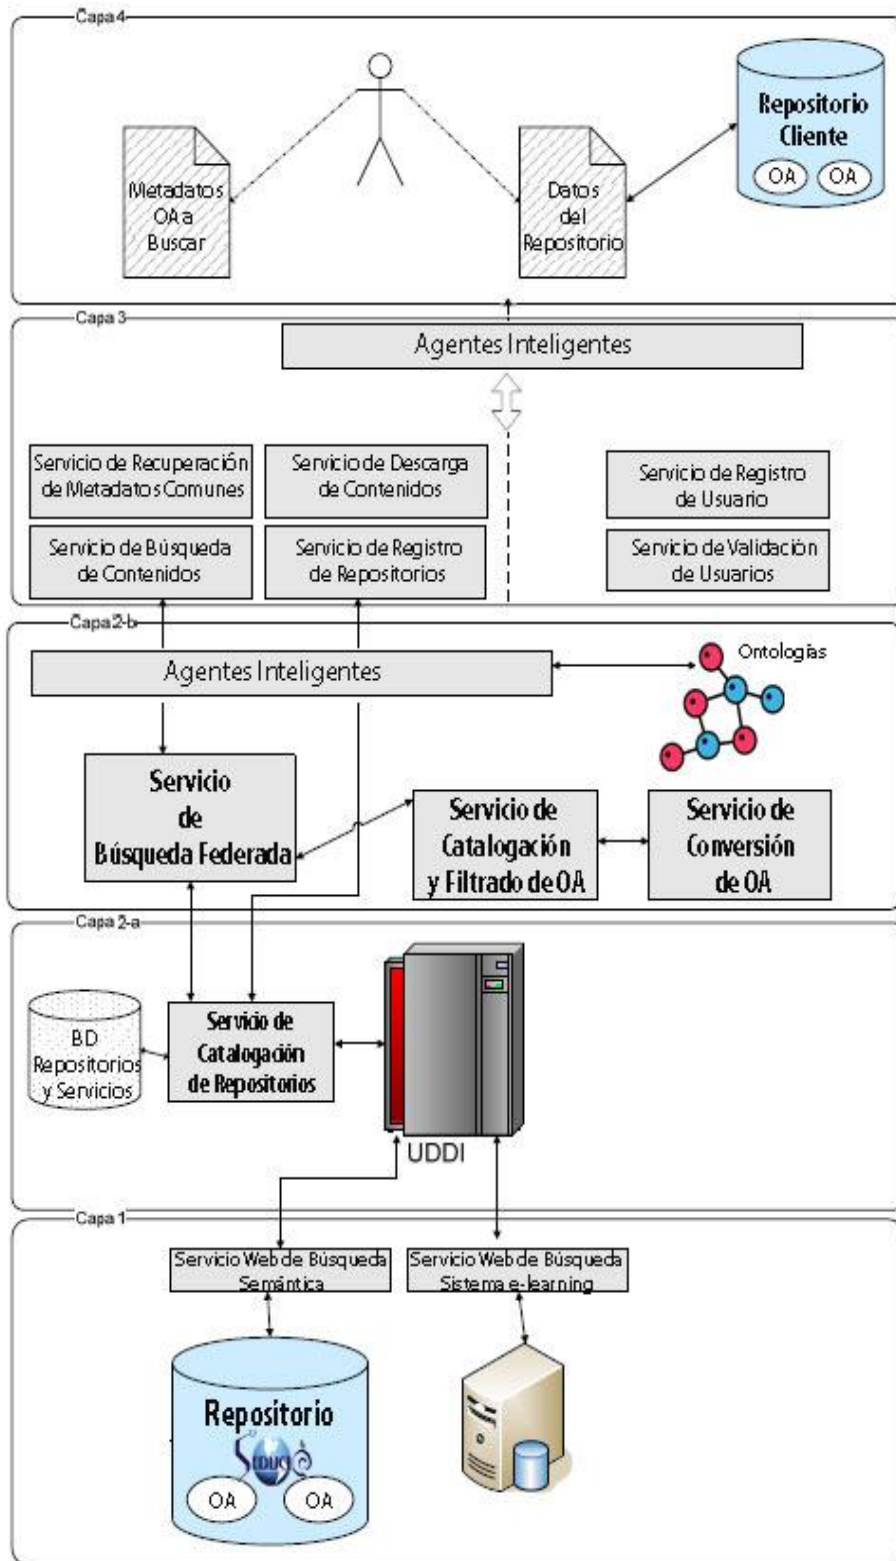 Capa 4
Repositorio
Cliente
OA OA
Metadatos
OA a
Buscar
Datos
del
Repositorio
Capa 3
Agentes Inteligentes
Servicio de Recuperación
de Metadatos Comunes
Servicio de Descarga
de Contenidos
Servicio de Registro
de Usuario
Servicio de Búsqueda
de Contenidos
Servicio de Registro
de Repositorios
Servicio de Validación
de Usuarios
Capa 2-b
Agentes Inteligentes
Ontologías
Servicio
de
Búsqueda Federada
Servicio de
Catalogación
y Filtrado de OA
Servicio de
Conversión
de OA
Capa 2-a
BD
Repositorios
y Servicios
Servicio de
Catalogación
de Repositorios
UDDI
Capa 1
Servicio Web de Búsqueda
Semántica
Servicio Web de Búsqueda
Sistema e-learning
Repositorio
OA OA